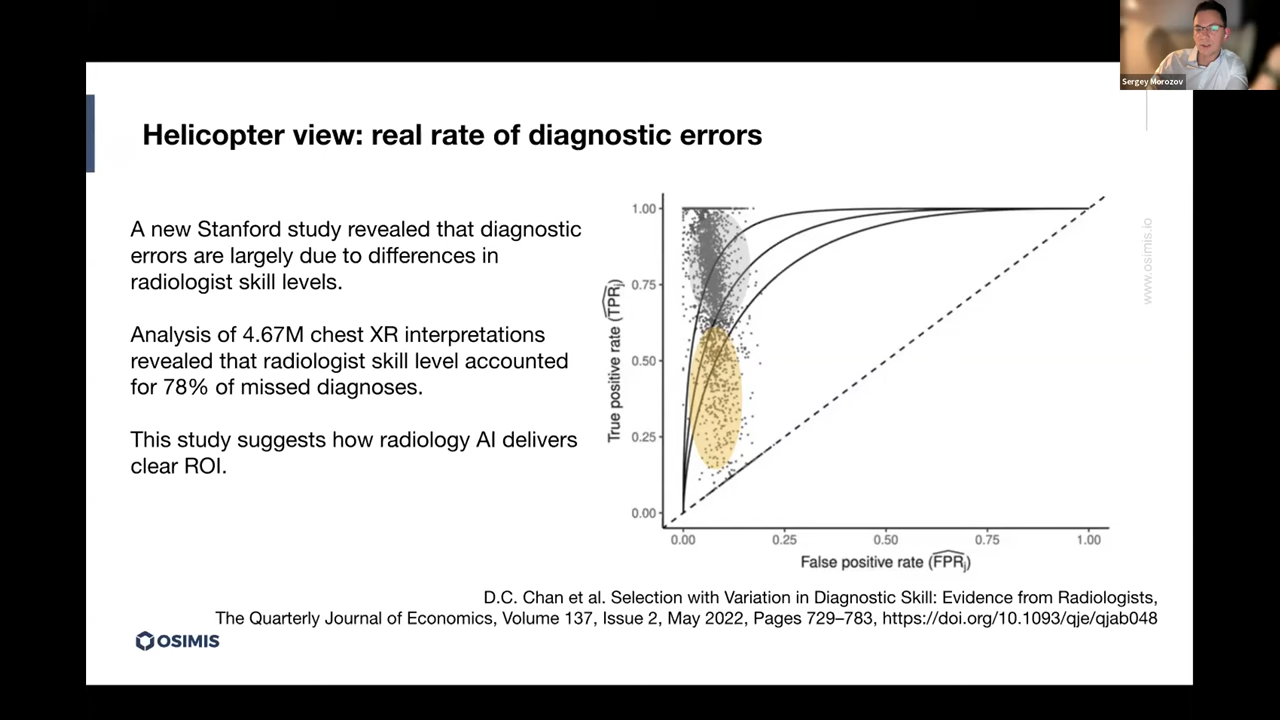 Sergey Morozov
Helicopter view: real rate of diagnostic errors
A new Stanford study revealed that diagnostic
errors are largely due to differences in
radiologist skill levels.
Analysis of 4.67M chest XR interpretations
revealed that radiologist skill level accounted
for 78% of missed diagnoses.
This study suggests how radiology AI delivers
clear ROI.
1.00
0.75
0.50
0.25
0.00
True positive rate (TPRj)
0.00 0.25 0.50 0.75 1.00
False positive rate (FPRj)
www.osimis.io
D.C. Chan et al. Selection with Variation in Diagnostic Skill: Evidence from Radiologists,
The Quarterly Journal of Economics, Volume 137, Issue 2, May 2022, Pages 729–783, https://doi.org/10.1093/qje/qjab048
OSIMIS